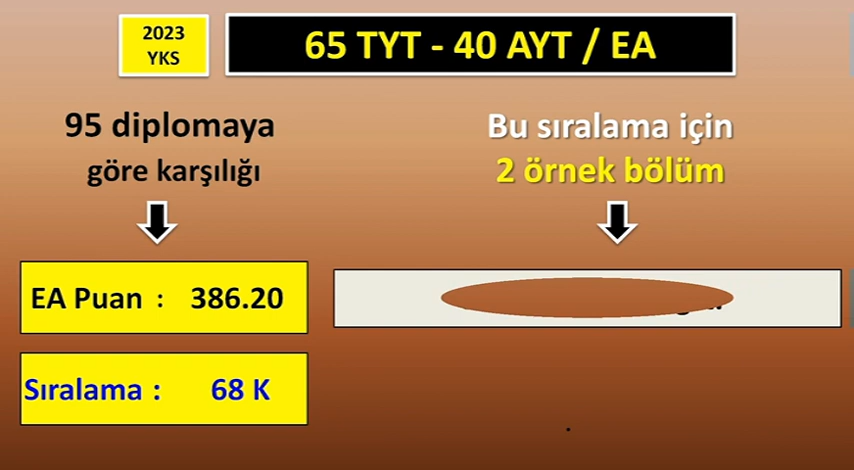 2023
YKS
65 TYT - 40 AYT / EA
95 diplomaya
göre karşılığı
Bu sıralama için
2 örnek bölüm
EA Puan : 386.20
Sıralama : 68 K